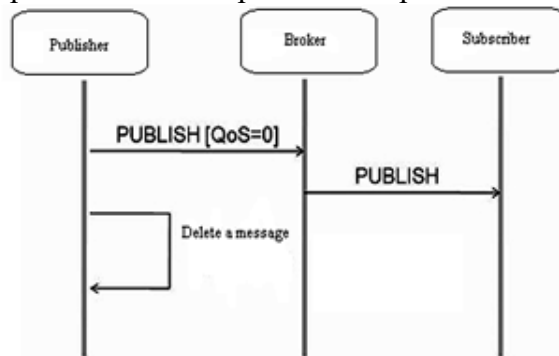 Publisher
Broker
Subscriber
PUBLISH [QoS=0]
PUBLISH
Delete a message